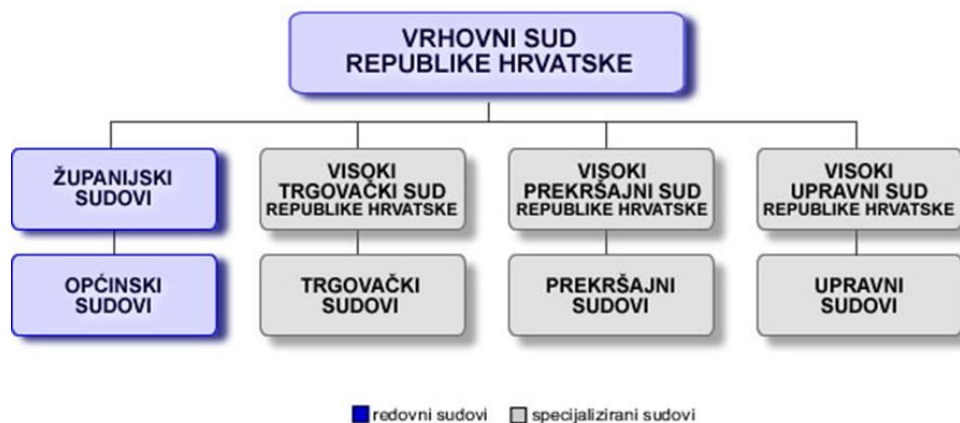 VRHOVNI SUD
REPUBLIKE HRVATSKE
ŽUPANIJSKI
SUDOVI
VISOKI
TRGOVAČKI SUD
REPUBLIKE HRVATSKE
VISOKI
PREKRŠAJNI SUD
REPUBLIKE HRVATSKE
VISOKI
UPRAVNI SUD
REPUBLIKE HRVATSKE
OPĆINSKI
SUDOVI
TRGOVAČKI
SUDOVI
PREKRŠAJNI
SUDOVI
UPRAVNI
SUDOVI
redovni sudovi
specijalizirani sudovi